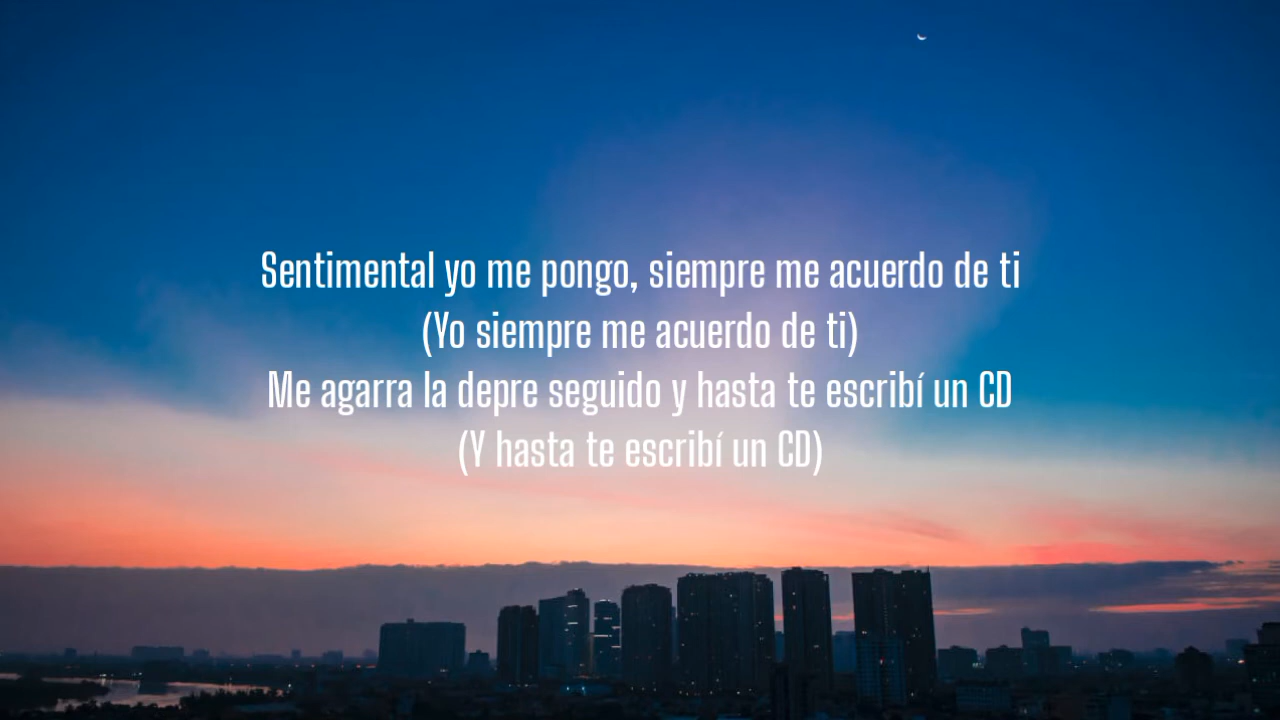 Sentimental yo me pongo, siempre me acuerdo de ti
(Yo siempre me acuerdo de ti)
Me agarra la depre seguido y hasta te escribí un CD
(Y hasta te escribí un CD)